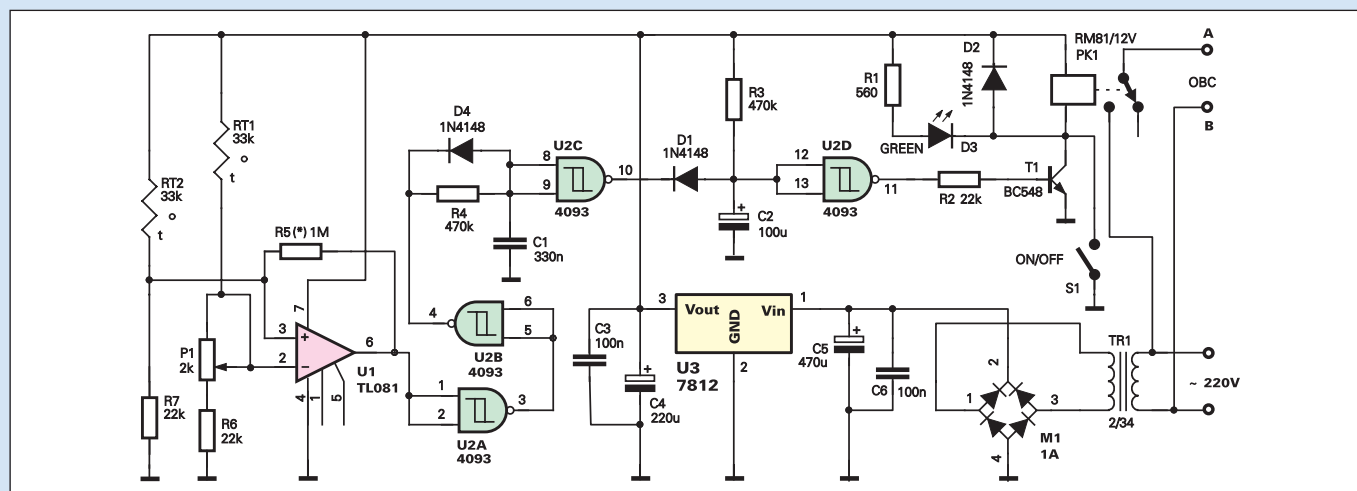 RM81/12V
PK1
A
OBC
B
D2
1N4148
R1
560
R3
470k
D4
1N4148
RT1
33k
t
RT2
33k
t
U2C
8
9
10
4093
D1
1N4148
U2D
12
13
11
4093
GREEN
D3
T1
BC548
R2 22k
R4
470k
C1
330n
+
C2
100u
R5(*) 1M
ON/OFF
S1
7
3
+
2
−
6
U1
TL081
4
1
5
P1
2k
R7
22k
R6
22k
4
6
5
U2B
4093
1
2
3
U2A
4093
C3
100n
+
C4
220u
3
Vout
GND
Vin
1
U3
7812
2
+
C5
470u
C6
100n
2
1
3
4
M1
1A
TR1
2/34
~ 220V